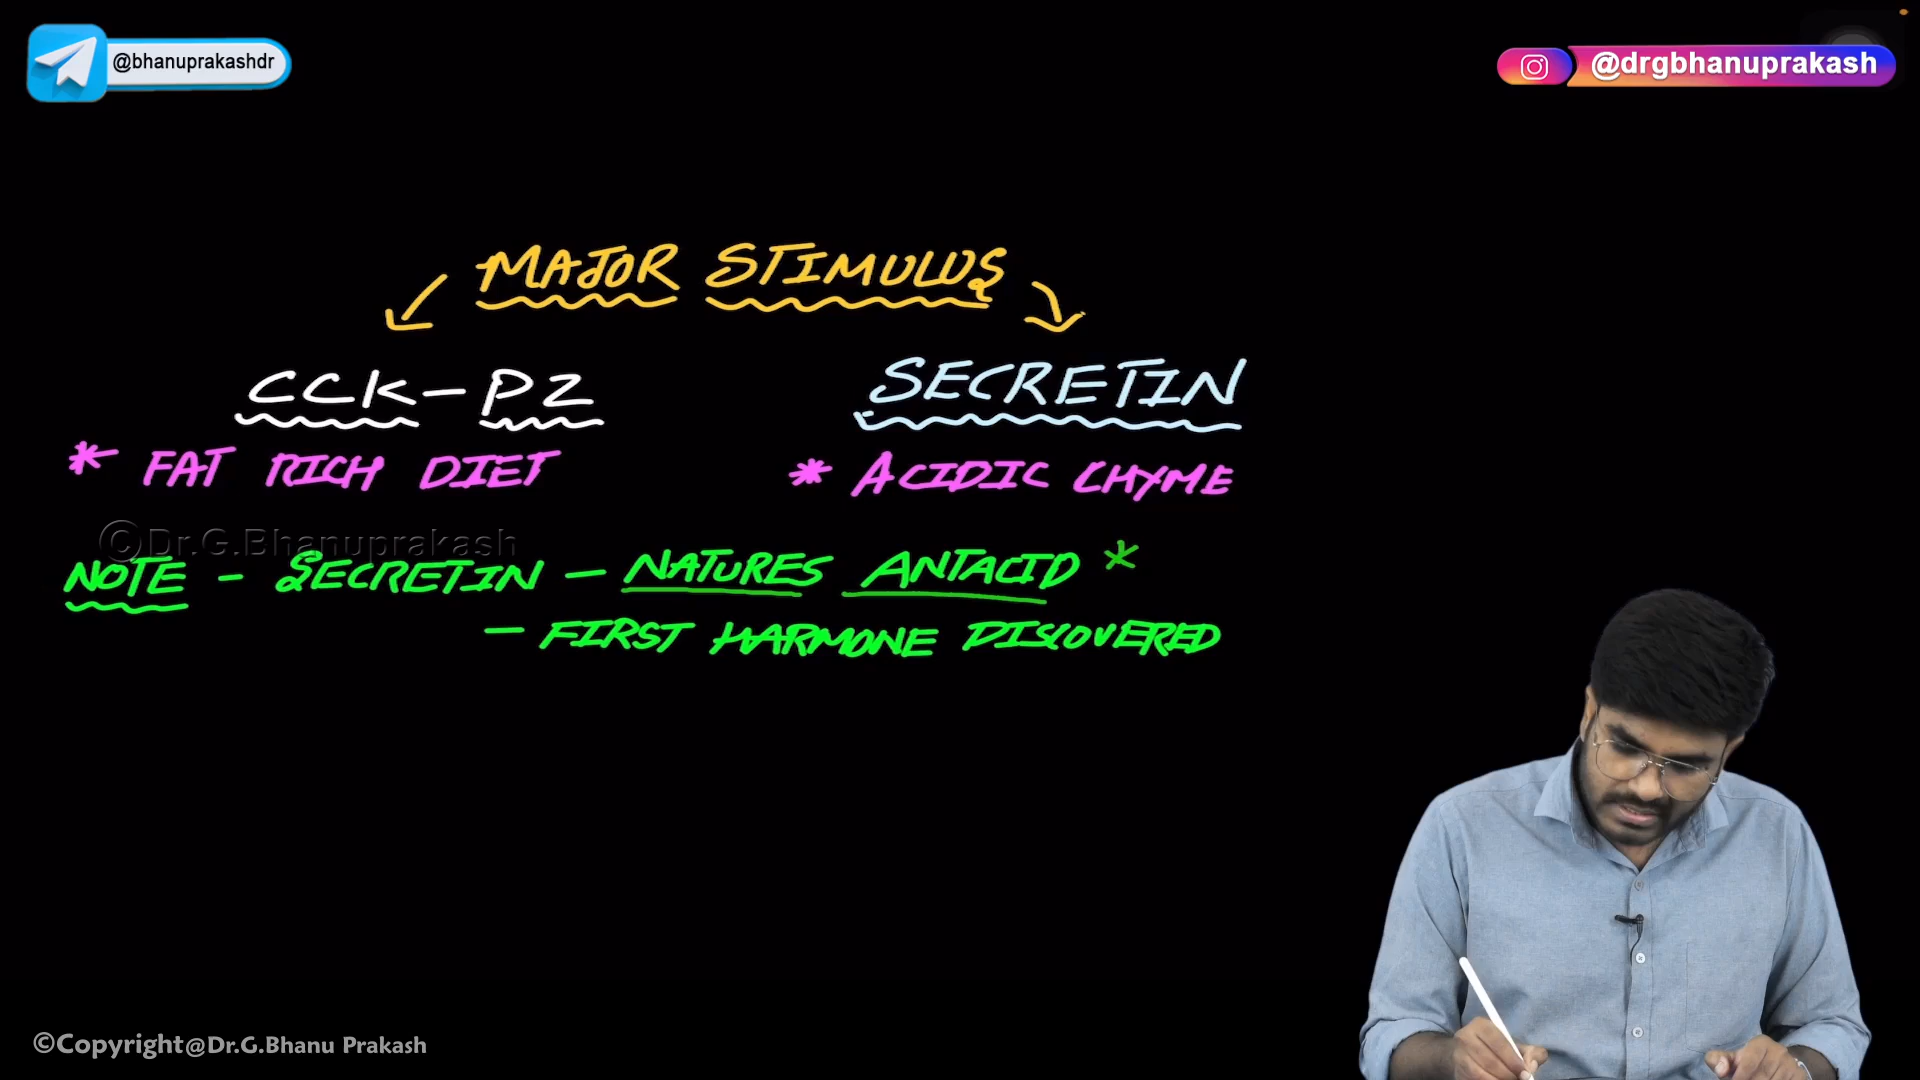 @bhanuprakashdr
@drgbhanuprakash
MAJOR STIMULUS
CCK-PZ
SECRETIN
* FAT RICH DIET
* ACIDIC CHYME
©Dr.G.Bhanuprakash
NOTE - SECRETIN - NATURES ANTACID *
- FIRST HARMONE DISCOVERED
©Copyright@Dr.G.Bhanu Prakash